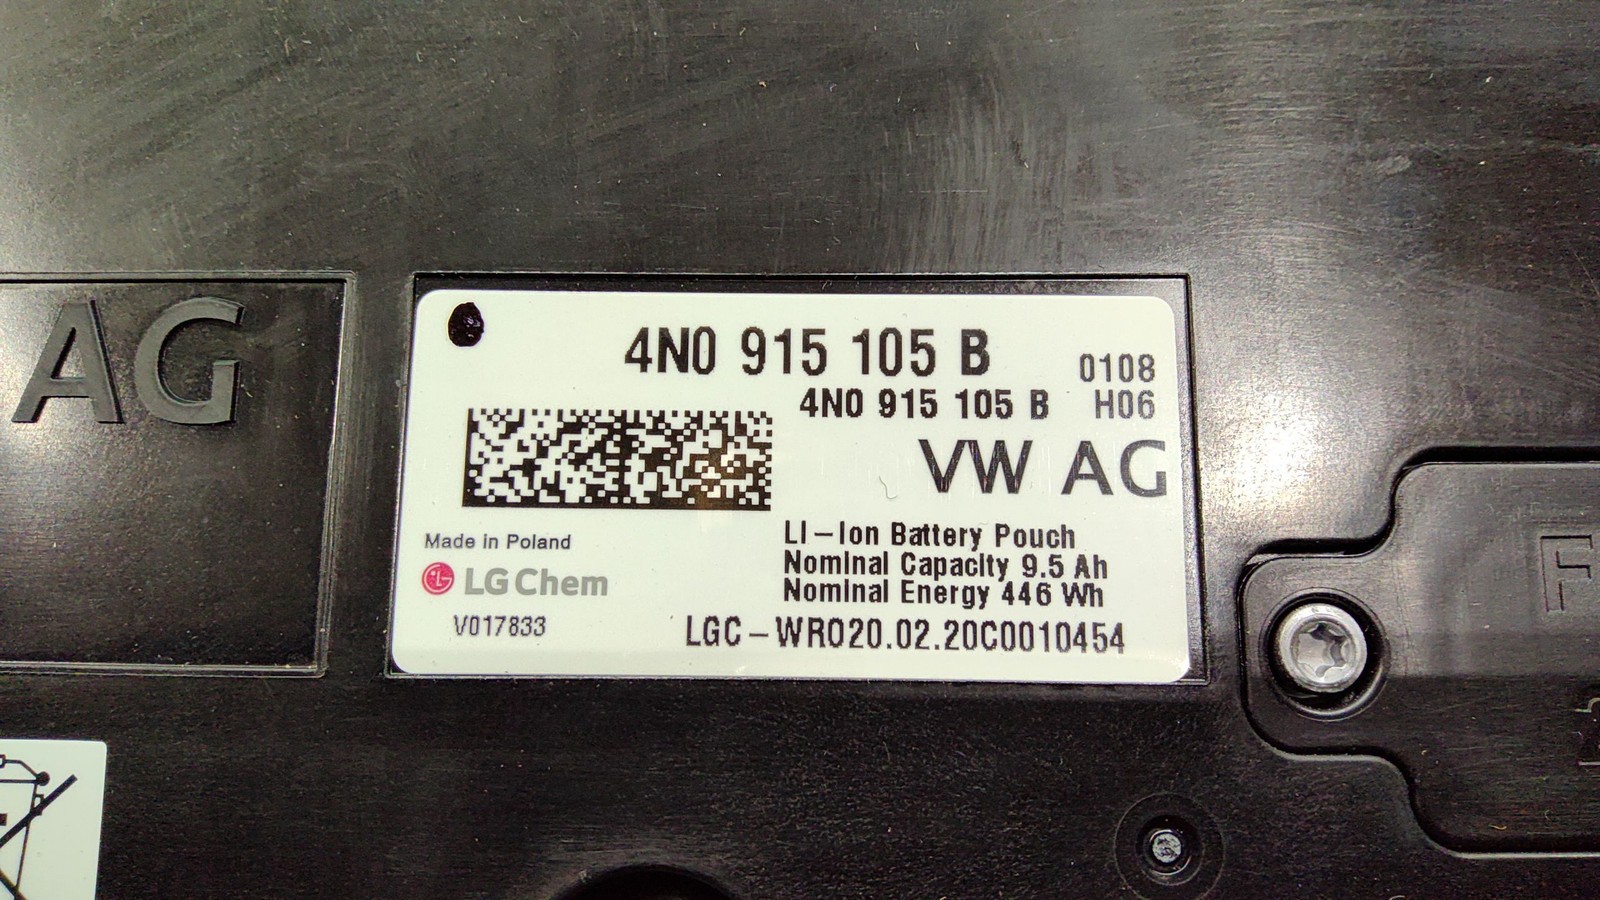 AG
4N0 915 105 B
0108
4N0 915 105 B H06
VW AG
Made in Poland
LG Chem
V017833
LI-Ion Battery Pouch
Nominal Capacity 9.5 Ah
Nominal Energy 446 Wh
LGC-WR020.02.20C0010454
F